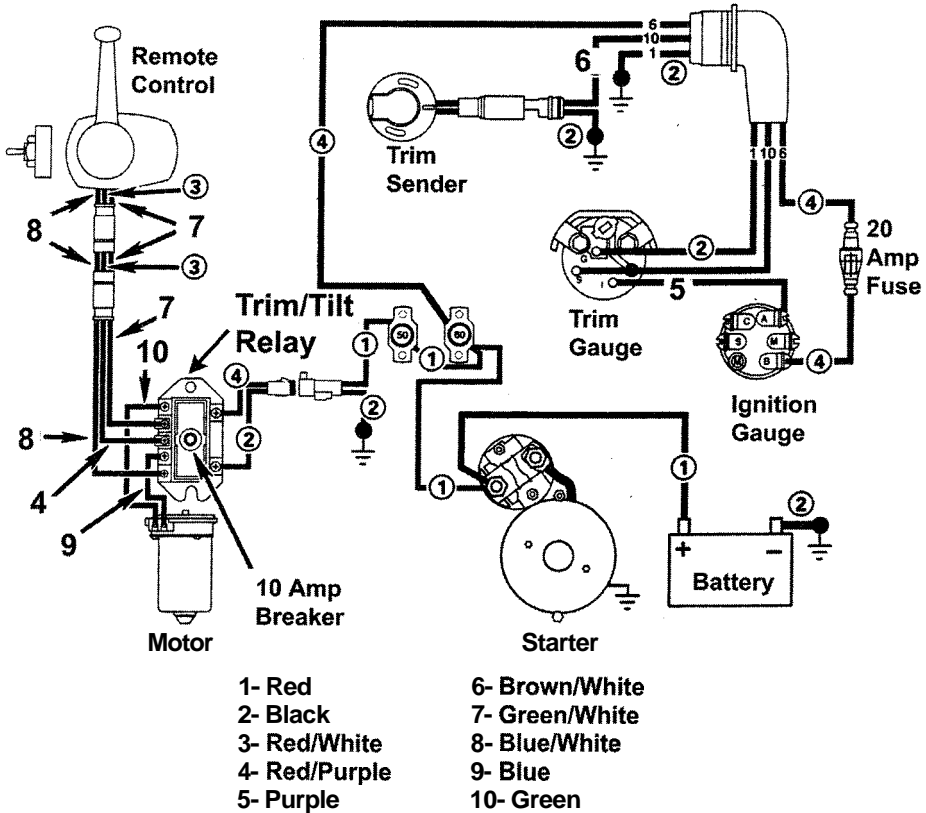 6
10
1
Remote
Control
6
②
④
Trim
Sender
②
1 10 6
③
④
8
7
20
Amp
Fuse
③
②
G
S
I
5
7
Trim/Tilt
Relay
Trim
Gauge
C A
S M
M B
④
50
60
①
①
10
④
②
Ignition
Gauge
8
②
①
①
4
9
②
+ −
Battery
10 Amp
Breaker
Motor
Starter
1- Red
2- Black
3- Red/White
4- Red/Purple
5- Purple
6- Brown/White
7- Green/White
8- Blue/White
9- Blue
10- Green